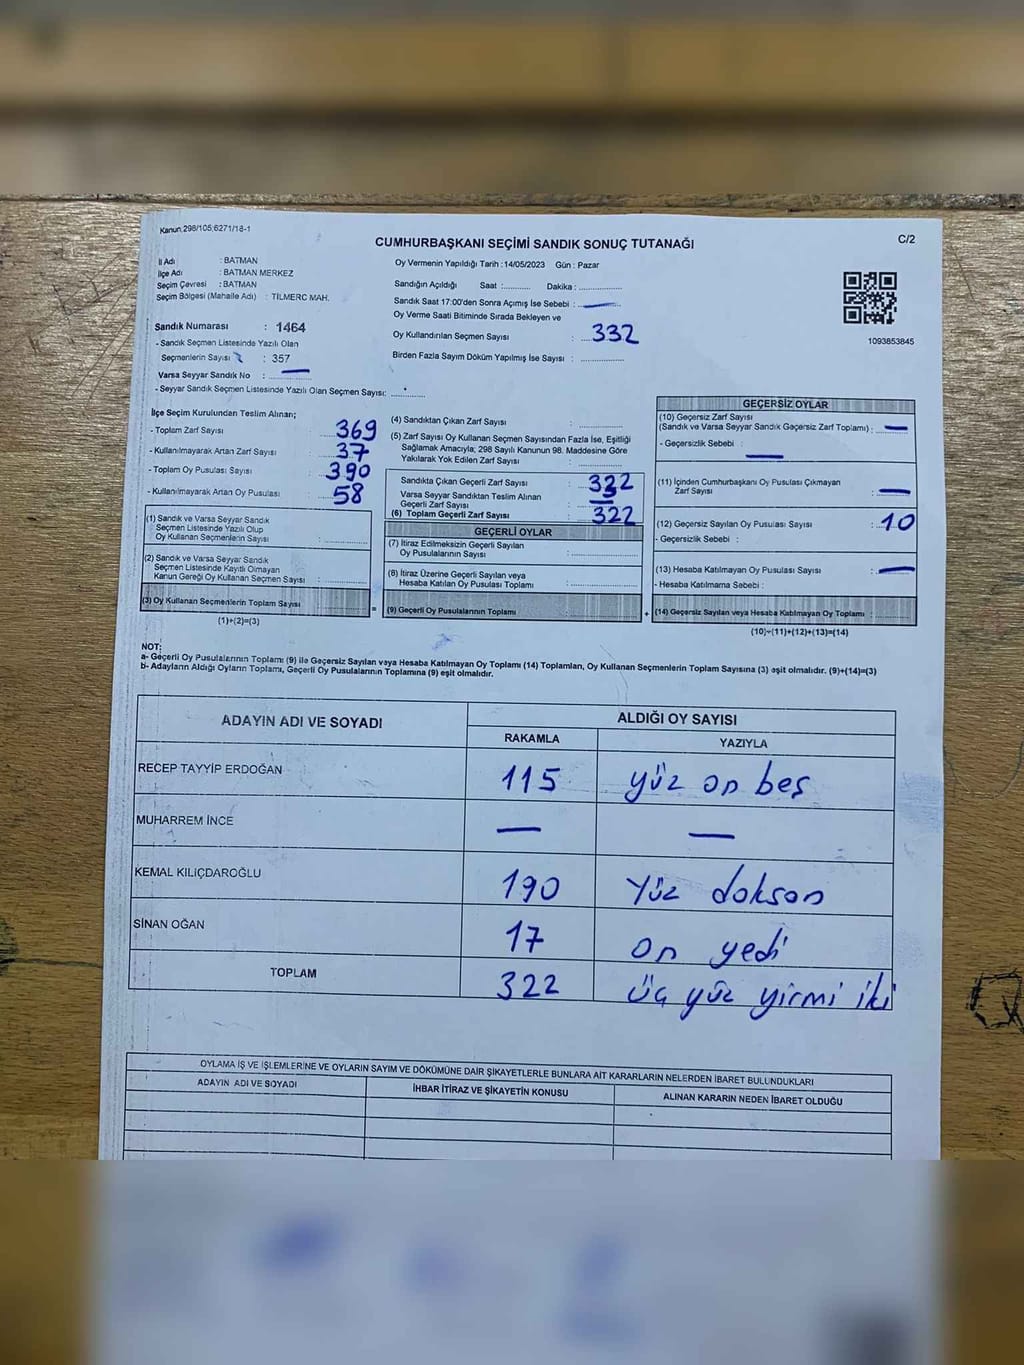 Kanun:298/105,6271/18-1
CUMHURBAŞKANI SEÇİMİ SANDIK SONUÇ TUTANAĞI
C/2
İl Adı : BATMAN
İlçe Adı : BATMAN MERKEZ
Seçim Çevresi : BATMAN
Seçim Bölgesi (Mahalle Adı) : TILMERC MAH.
Sandık Numarası : 1464
- Sandık Seçmen Listesinde Yazılı Olan
Seçmenlerin Sayısı : 357
Varsa Seyyar Sandık No : —
- Seyyar Sandık Seçmen Listesinde Yazılı Olan Seçmen Sayısı: ............
Oy Vermenin Yapıldığı Tarih : 14/05/2023 Gün : Pazar
Sandığın Açıldığı Saat :............ Dakika :............
Sandık Saat 17:00'den Sonra Açımış İse Sebebi : —
Oy Verme Saati Bitiminde Sırada Bekleyen ve
Oy Kullandırılan Seçmen Sayısı : 332
Birden Fazla Sayım Döküm Yapılmış İse Sayısı : ............
1093853845
İlçe Seçim Kurulundan Teslim Alınan;
- Toplam Zarf Sayısı 369
- Kullanılmayarak Artan Zarf Sayısı 37
- Toplam Oy Pusulası Sayısı 390
- Kullanılmayarak Artan Oy Pusulası 58
(1) Sandık ve Varsa Seyyar Sandık
Seçmen Listesinde Yazılı Olup
Oy Kullanan Seçmenlerin Sayısı :............
(2) Sandık ve Varsa Seyyar Sandık
Seçmen Listesinde Kayıtlı Olmayan
Kanun Gereği Oy Kullanan Seçmen Sayısı :............
(3) Oy Kullanan Seçmenlerin Toplam Sayısı =
(1)+(2)=(3)
(4) Sandıktan Çıkan Zarf Sayısı :............
(5) Zarf Sayısı Oy Kullanan Seçmen Sayısından Fazla İse, Eşitliği
Sağlamak Amacıyla; 298 Sayılı Kanunun 98. Maddesine Göre
Yakılarak Yok Edilen Zarf Sayısı :............
Sandıkta Çıkan Geçerli Zarf Sayısı : 332
Varsa Seyyar Sandıktan Teslim Alınan
Geçerli Zarf Sayısı : —
(6) Toplam Geçerli Zarf Sayısı 322
GEÇERLİ OYLAR
(7) İtiraz Edilmeksizin Geçerli Sayılan
Oy Pusulalarının Sayısı :............
(8) İtiraz Üzerine Geçerli Sayılan veya
Hesaba Katılan Oy Pusulası Toplamı :............
(9) Geçerli Oy Pusulalarının Toplamı +
GEÇERSİZ OYLAR
(10) Geçersiz Zarf Sayısı
(Sandık ve Varsa Seyyar Sandık Geçersiz Zarf Toplamı) : —
- Geçersizlik Sebebi : —
(11) İçinden Cumhurbaşkanı Oy Pusulası Çıkmayan
Zarf Sayısı : —
(12) Geçersiz Sayılan Oy Pusulası Sayısı : 10
- Geçersizlik Sebebi :
(13) Hesaba Katılmayan Oy Pusulası Sayısı : —
- Hesaba Katılmama Sebebi :
(14) Geçersiz Sayılan veya Hesaba Katılmayan Oy Toplamı :
(10)+(11)+(12)+(13)=(14)
NOT:
a- Geçerli Oy Pusulalarının Toplamı (9) ile Geçersiz Sayılan veya Hesaba Katılmayan Oy Toplamı (14) Toplamları, Oy Kullanan Seçmenlerin Toplam Sayısına (3) eşit olmalıdır. (9)+(14)=(3)
b- Adayların Aldığı Oyların Toplamı, Geçerli Oy Pusulalarının Toplamına (9) eşit olmalıdır.
ADAYIN ADI VE SOYADI ALDIĞI OY SAYISI
RAKAMLA YAZIYLA
RECEP TAYYİP ERDOĞAN 115 yüz on beş
MUHARREM İNCE — —
KEMAL KILIÇDAROĞLU 190 Yüz doksan
SİNAN OĞAN 17 on yedi
TOPLAM 322 üç yüz yirmi iki
OYLAMA İŞ VE İŞLEMLERİNE VE OYLARIN SAYIM VE DÖKÜMÜNE DAİR ŞİKAYETLERLE BUNLARA AİT KARARLARIN NELERDEN İBARET BULUNDUKLARI
ADAYIN ADI VE SOYADI İHBAR İTİRAZ VE ŞİKAYETİN KONUSU ALINAN KARARIN NEDEN İBARET OLDUĞU